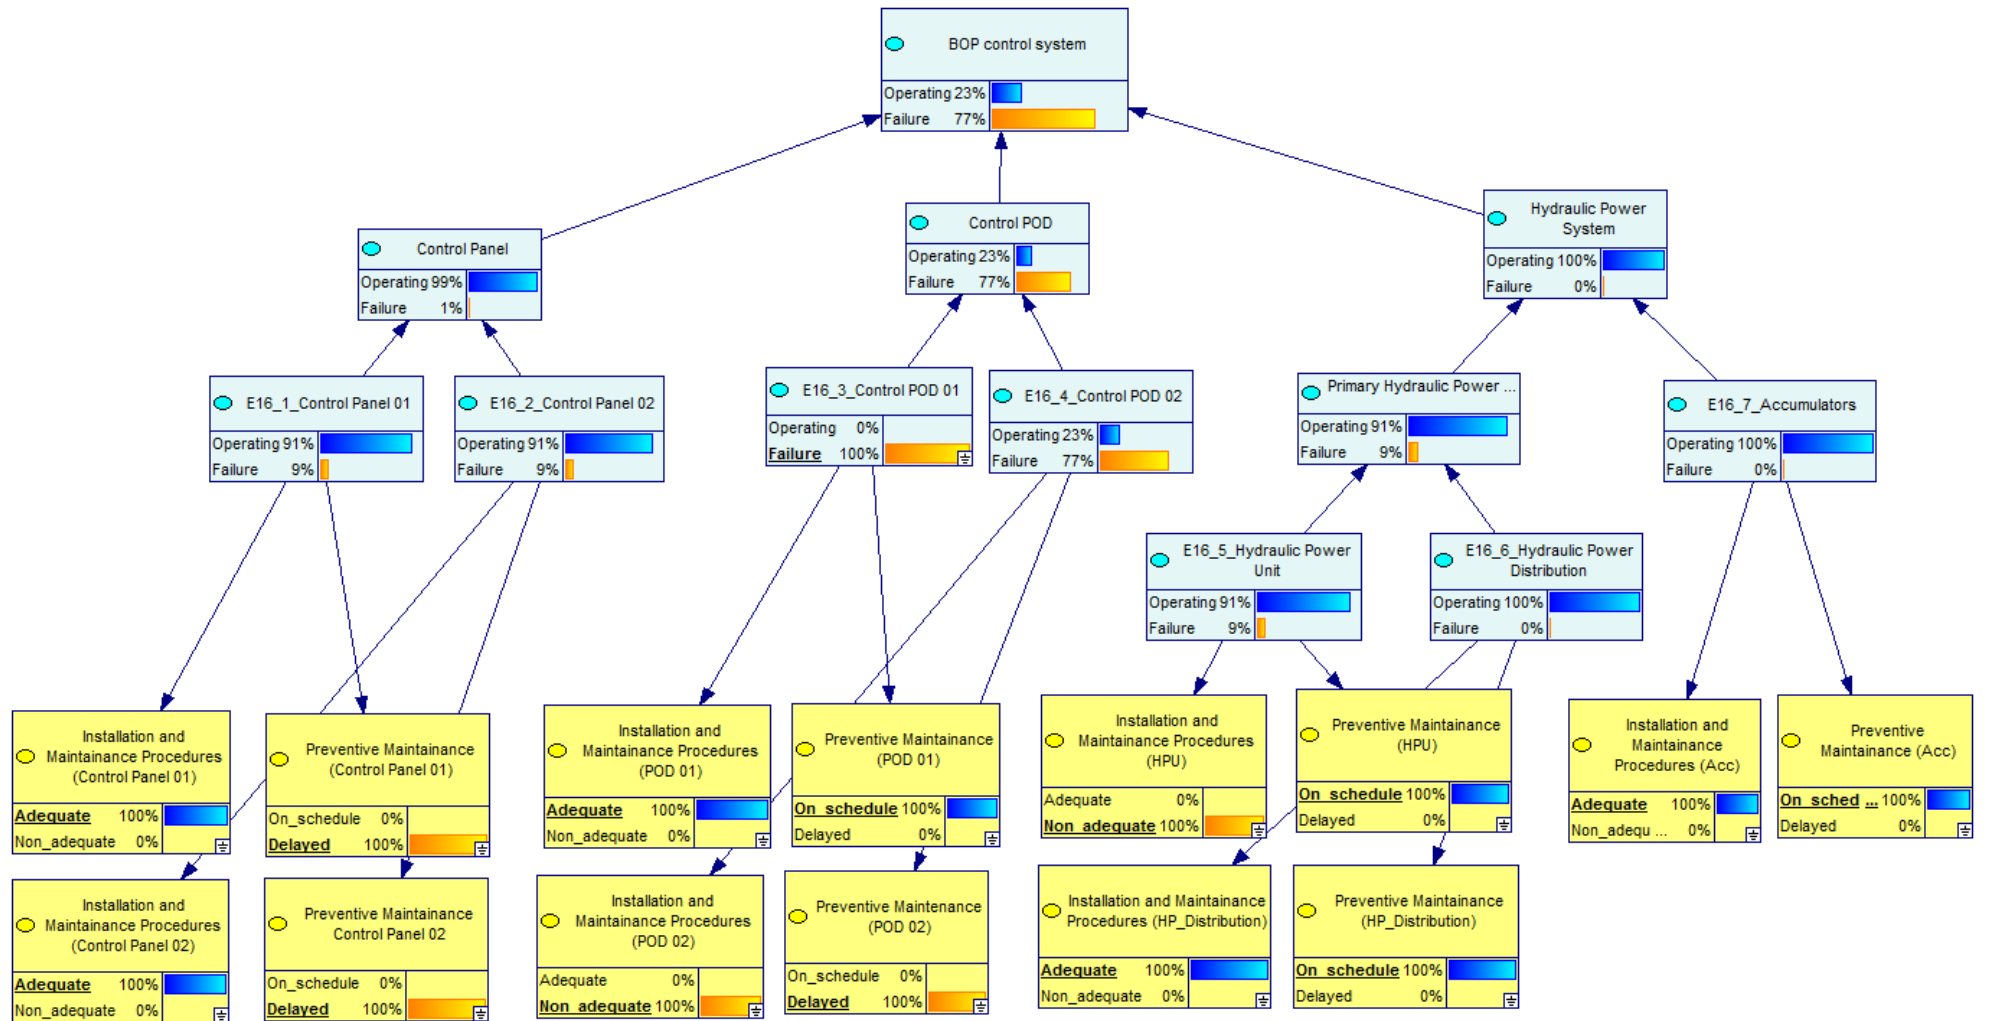 BOP control system
Operating 23%
Failure 77%
Control Panel
Operating 99%
Failure 1%
Control POD
Operating 23%
Failure 77%
Hydraulic Power
System
Operating 100%
Failure 0%
E16_1_Control Panel 01
Operating 91%
Failure 9%
E16_2_Control Panel 02
Operating 91%
Failure 9%
E16_3_Control POD 01
Operating 0%
Failure 100%
E16_4_Control POD 02
Operating 23%
Failure 77%
Primary Hydraulic Power ...
Operating 91%
Failure 9%
E16_7_Accumulators
Operating 100%
Failure 0%
E16_5_Hydraulic Power
Unit
Operating 91%
Failure 9%
E16_6_Hydraulic Power
Distribution
Operating 100%
Failure 0%
Installation and
Maintainance Procedures
(Control Panel 01)
Adequate 100%
Non_adequate 0%
Preventive Maintainance
(Control Panel 01)
On_schedule 0%
Delayed 100%
Installation and
Maintainance Procedures
(POD 01)
Adequate 100%
Non_adequate 0%
Preventive Maintainance
(POD 01)
On_schedule 100%
Delayed 0%
Installation and
Maintainance Procedures
(HPU)
Adequate 0%
Non_adequate 100%
Preventive Maintainance
(HPU)
On_schedule 100%
Delayed 0%
Installation and
Maintainance
Procedures (Acc)
Adequate 100%
Non_adequ ... 0%
Preventive
Maintainance (Acc)
On_sched ... 100%
Delayed 0%
Installation and
Maintainance Procedures
(Control Panel 02)
Adequate 100%
Non_adequate 0%
Preventive Maintainance
Control Panel 02
On_schedule 0%
Delayed 100%
Installation and
Maintainance Procedures
(POD 02)
Adequate 0%
Non_adequate 100%
Preventive Maintenance
(POD 02)
On_schedule 0%
Delayed 100%
Installation and Maintainance
Procedures (HP_Distribution)
Adequate 100%
Non_adequate 0%
Preventive Maintainance
(HP_Distribution)
On_schedule 100%
Delayed 0%